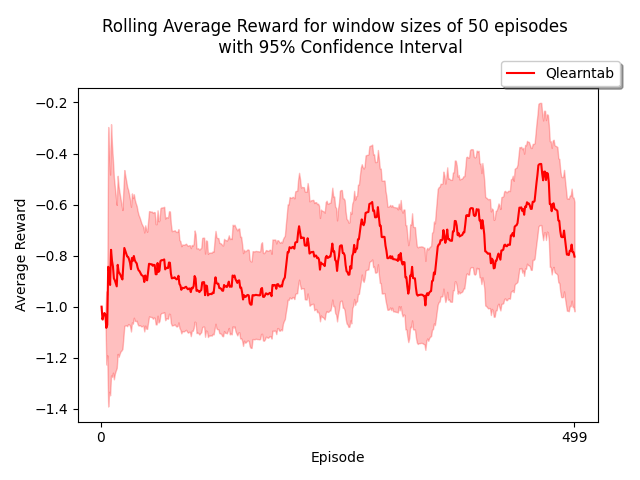 Rolling Average Reward for window sizes of 50 episodes
with 95% Confidence Interval
Qlearntab
−0.2
−0.4
−0.6
−0.8
−1.0
−1.2
−1.4
Average Reward
0
499
Episode